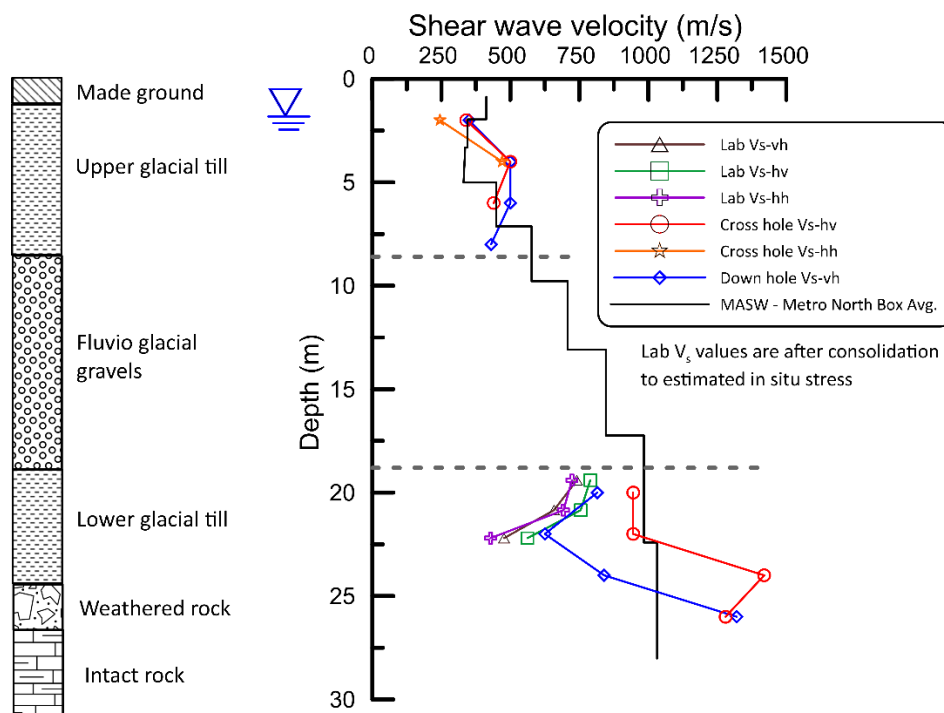 Shear wave velocity (m/s)
0 250 500 750 1000 1250 1500
0
5
10
15
20
25
30
Depth (m)
Made ground
Upper glacial till
Fluvio glacial
gravels
Lower glacial till
Weathered rock
Intact rock
Lab Vs-vh
Lab Vs-hv
Lab Vs-hh
Cross hole Vs-hv
Cross hole Vs-hh
Down hole Vs-vh
MASW - Metro North Box Avg.
Lab Vs values are after consolidation
to estimated in situ stress